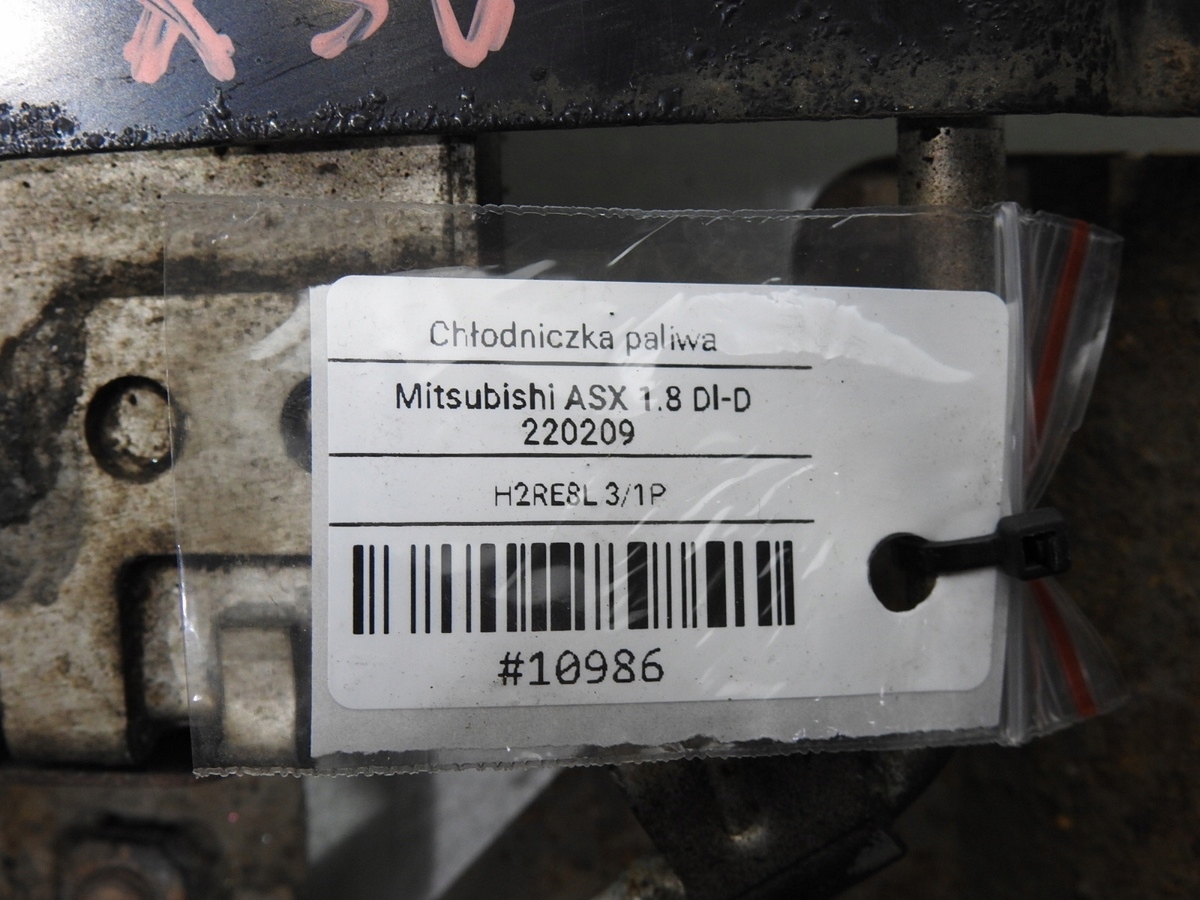 Chłodniczka paliwa
Mitsubishi ASX 1.8 DI-D
220209
H2RE8L 3/1P
#10986